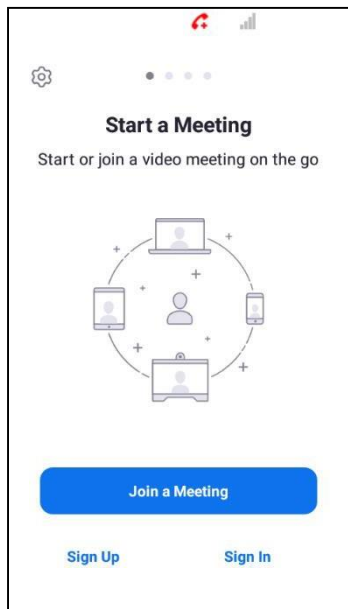 Start a Meeting
Start or join a video meeting on the go
Join a Meeting
Sign Up
Sign In